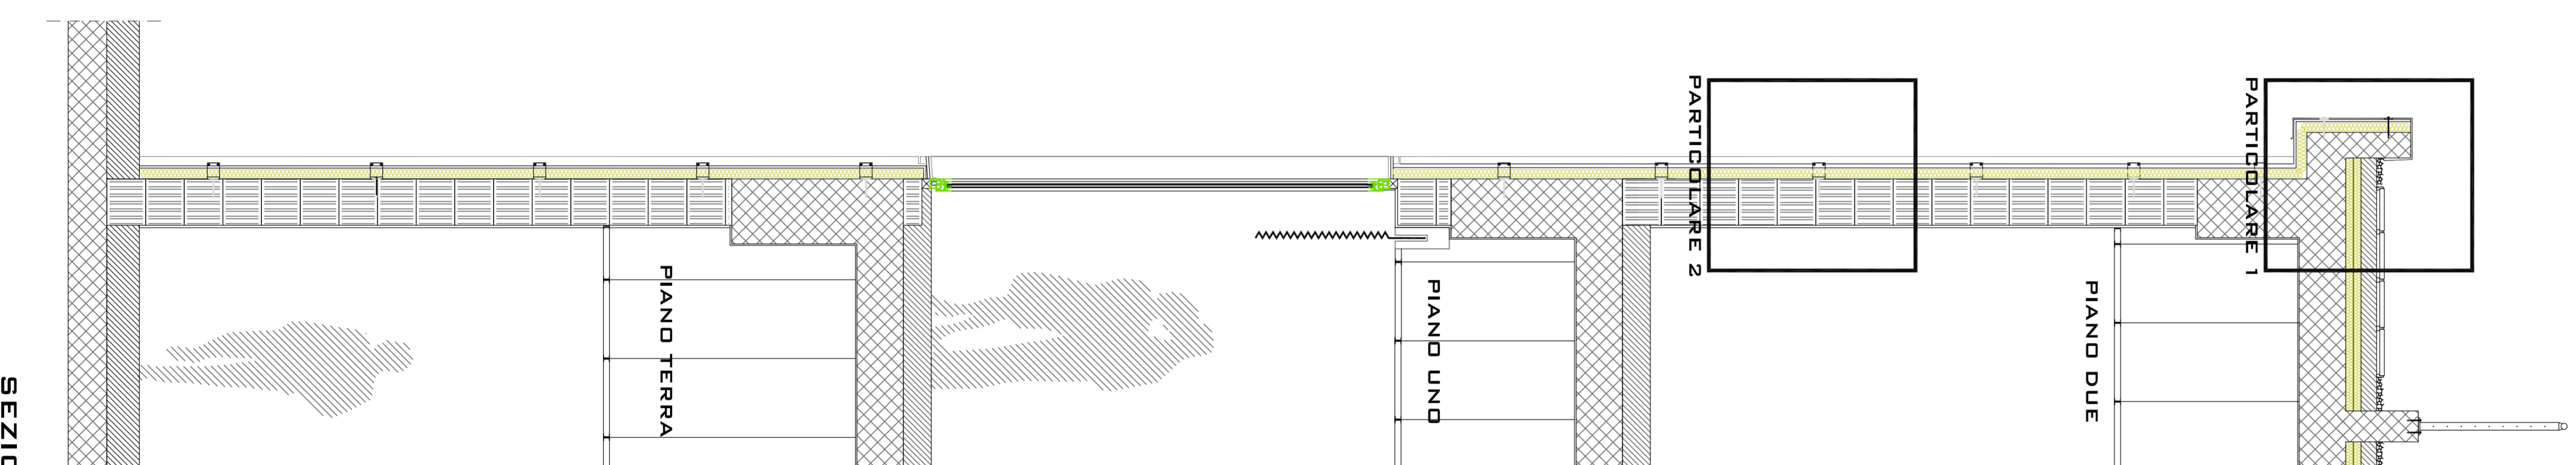 PARTICOLARE 1
PIANO DUE
PARTICOLARE 2
PIANO UNO
PIANO TERRA
SEZIO